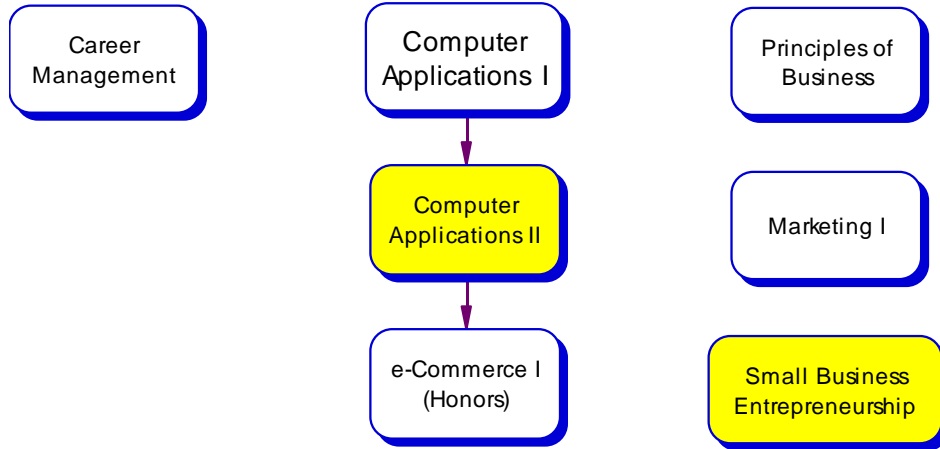 Career
Management
Computer
Applications I
Principles of
Business
Computer
Applications II
Marketing I
e-Commerce I
(Honors)
Small Business
Entrepreneurship